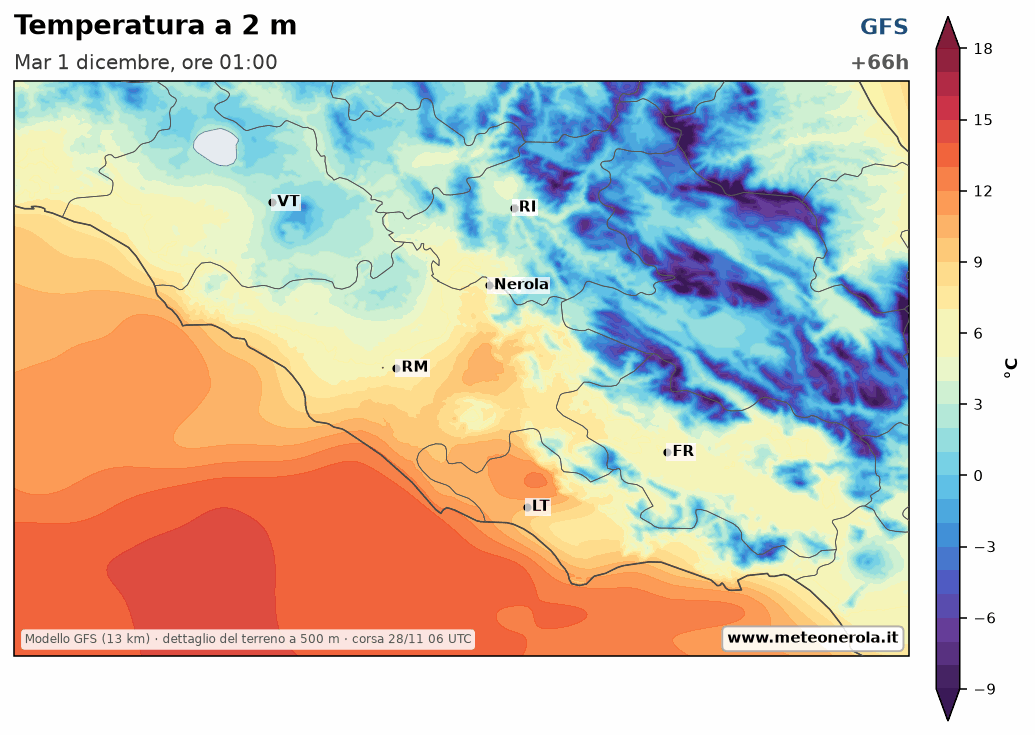 Temperatura a 2 m
GFS
Mar 1 dicembre, ore 01:00
+66h
VT
RI
Nerola
RM
FR
LT
Modello GFS (13 km) · dettaglio del terreno a 500 m · corsa 28/11 06 UTC
www.meteonerola.it
18
15
12
9
6
3
0
−3
−6
−9
°C